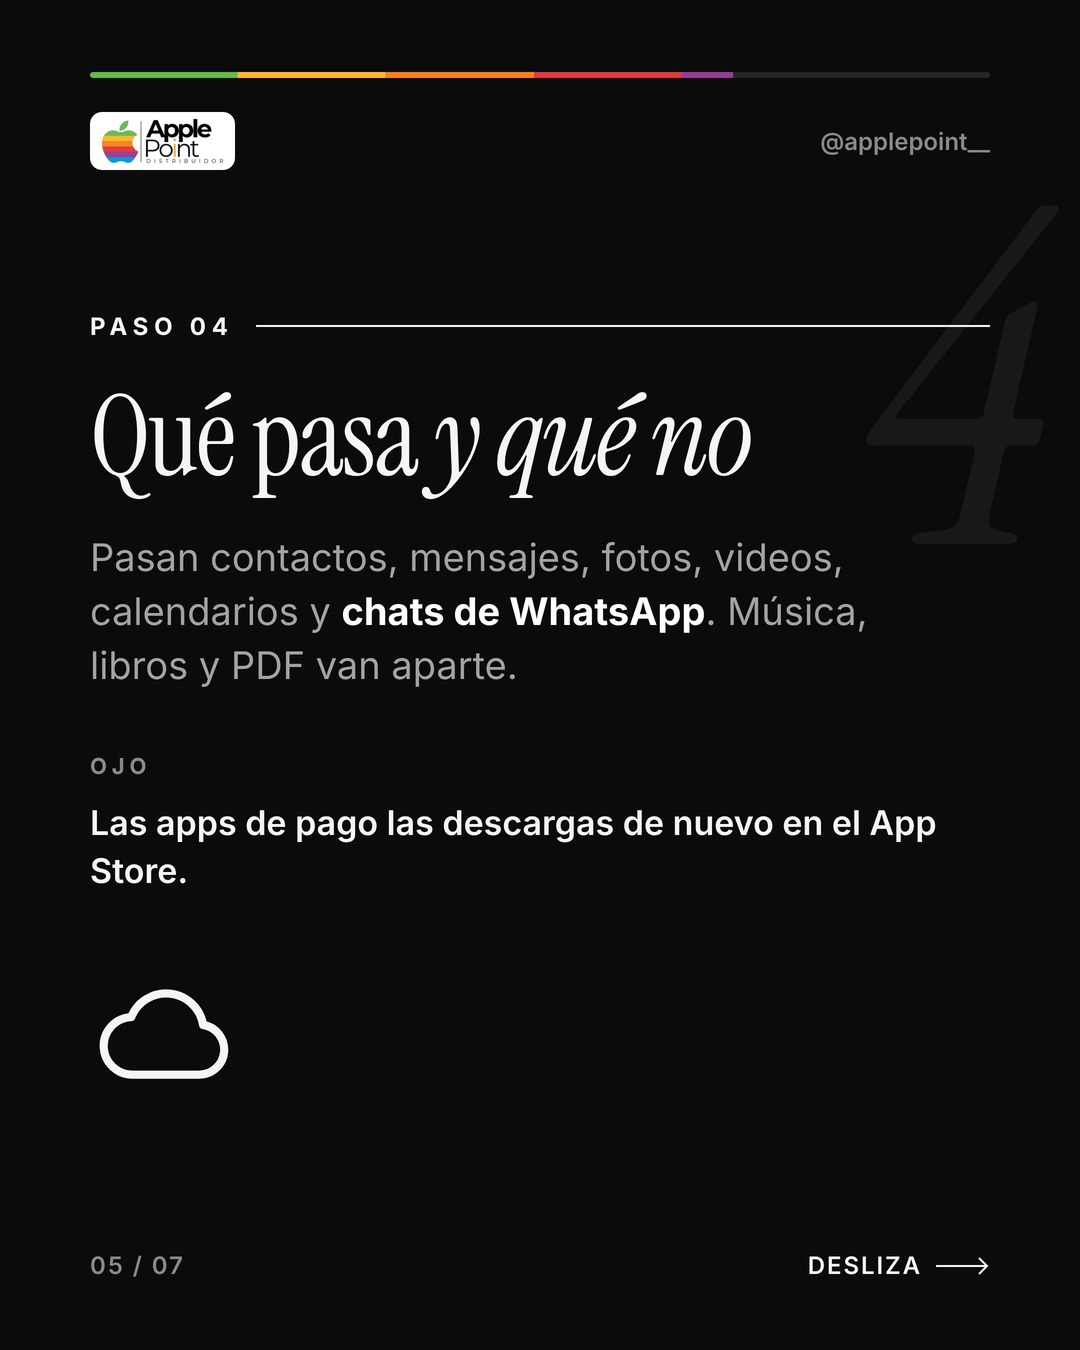 Apple
Point
DISTRIBUIDOR
@applepoint__
4
PASO 04
Qué pasa y qué no
Pasan contactos, mensajes, fotos, videos,
calendarios y chats de WhatsApp. Música,
libros y PDF van aparte.
OJO
Las apps de pago las descargas de nuevo en el App
Store.
05 / 07
DESLIZA